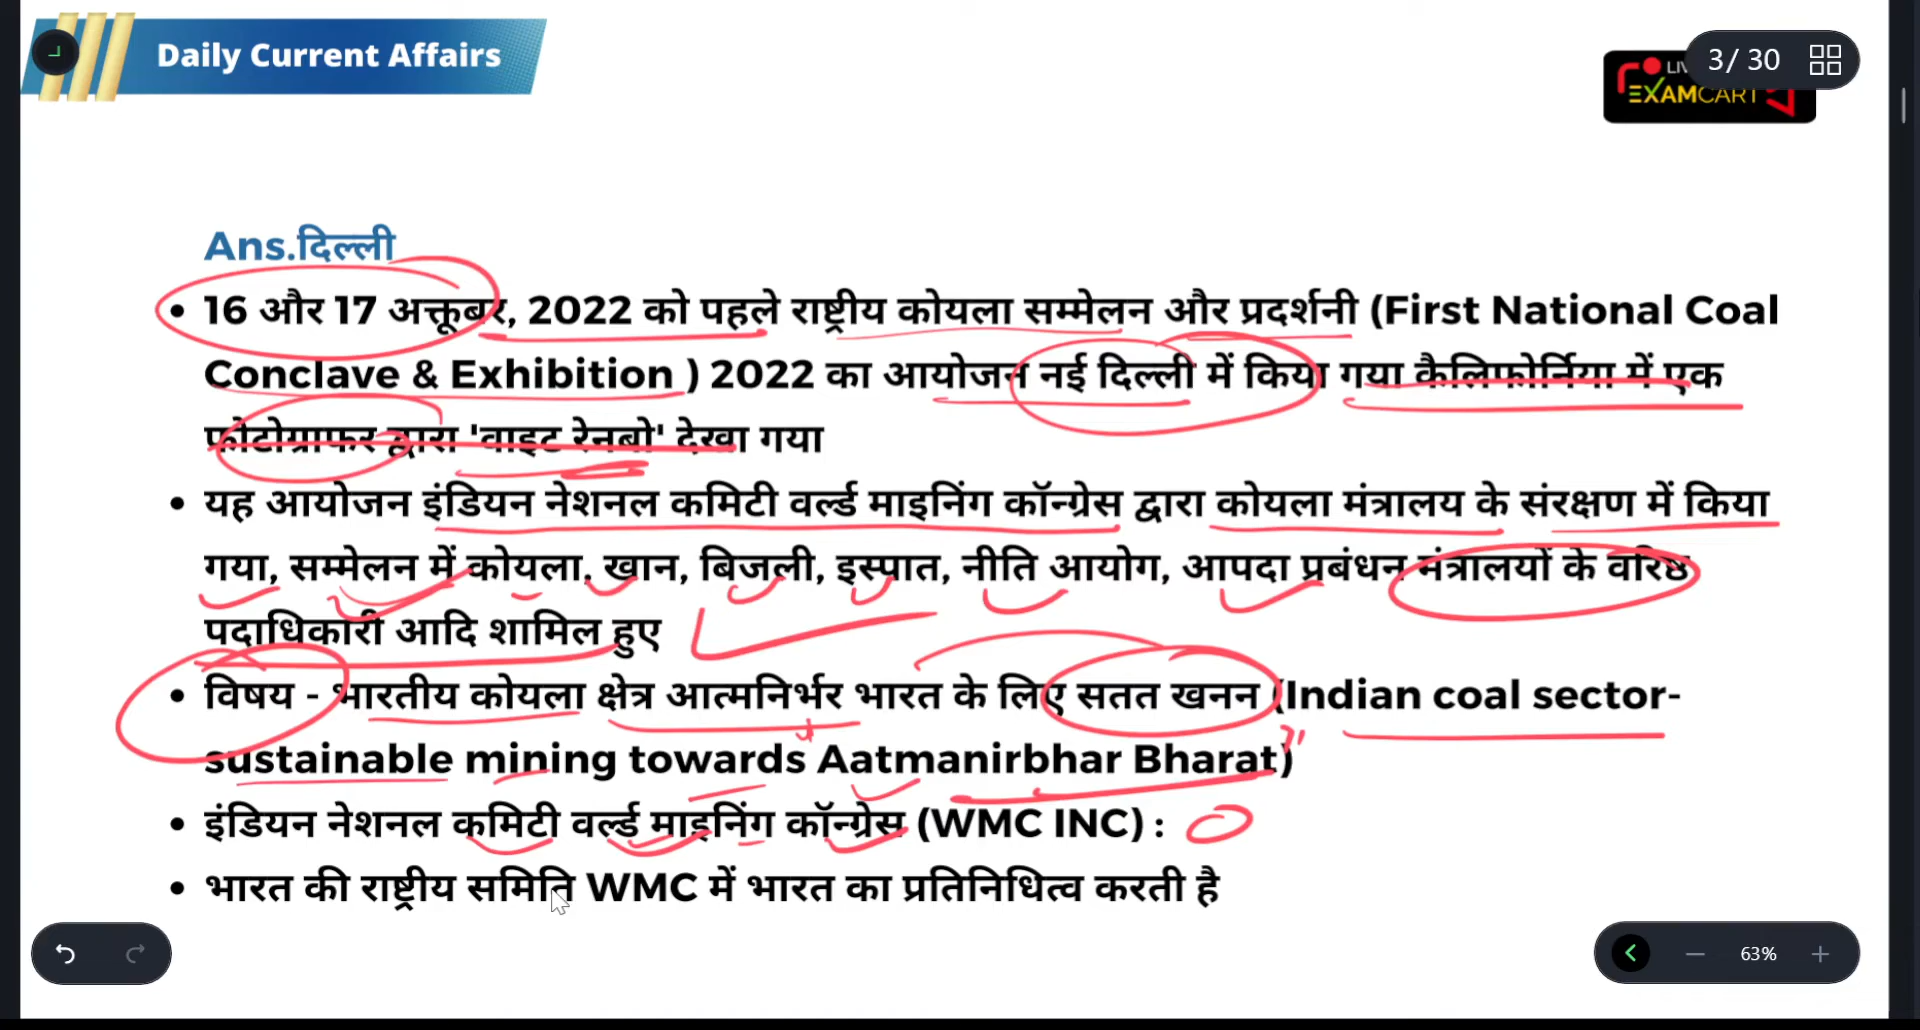 Daily Current Affairs
3/ 30
LIV
EXAMCART
Ans.दिल्ली
• 16 और 17 अक्तूबर, 2022 को पहले राष्ट्रीय कोयला सम्मेलन और प्रदर्शनी (First National Coal
Conclave & Exhibition ) 2022 का आयोजन नई दिल्ली में किया गया कैलिफोर्निया में एक
फोटोग्राफर द्वारा 'वाइट रेनबो' देखा गया
• यह आयोजन इंडियन नेशनल कमिटी वर्ल्ड माइनिंग कॉन्ग्रेस द्वारा कोयला मंत्रालय के संरक्षण में किया
गया, सम्मेलन में कोयला, खान, बिजली, इस्पात, नीति आयोग, आपदा प्रबंधन मंत्रालयों के वरिष्ठ
पदाधिकारी आदि शामिल हुए
• विषय - भारतीय कोयला क्षेत्र आत्मनिर्भर भारत के लिए सतत खनन (Indian coal sector-
sustainable mining towards Aatmanirbhar Bharat)
• इंडियन नेशनल कमिटी वर्ल्ड माइनिंग कॉन्ग्रेस (WMC INC) :
• भारत की राष्ट्रीय समिति WMC में भारत का प्रतिनिधित्व करती है
63%